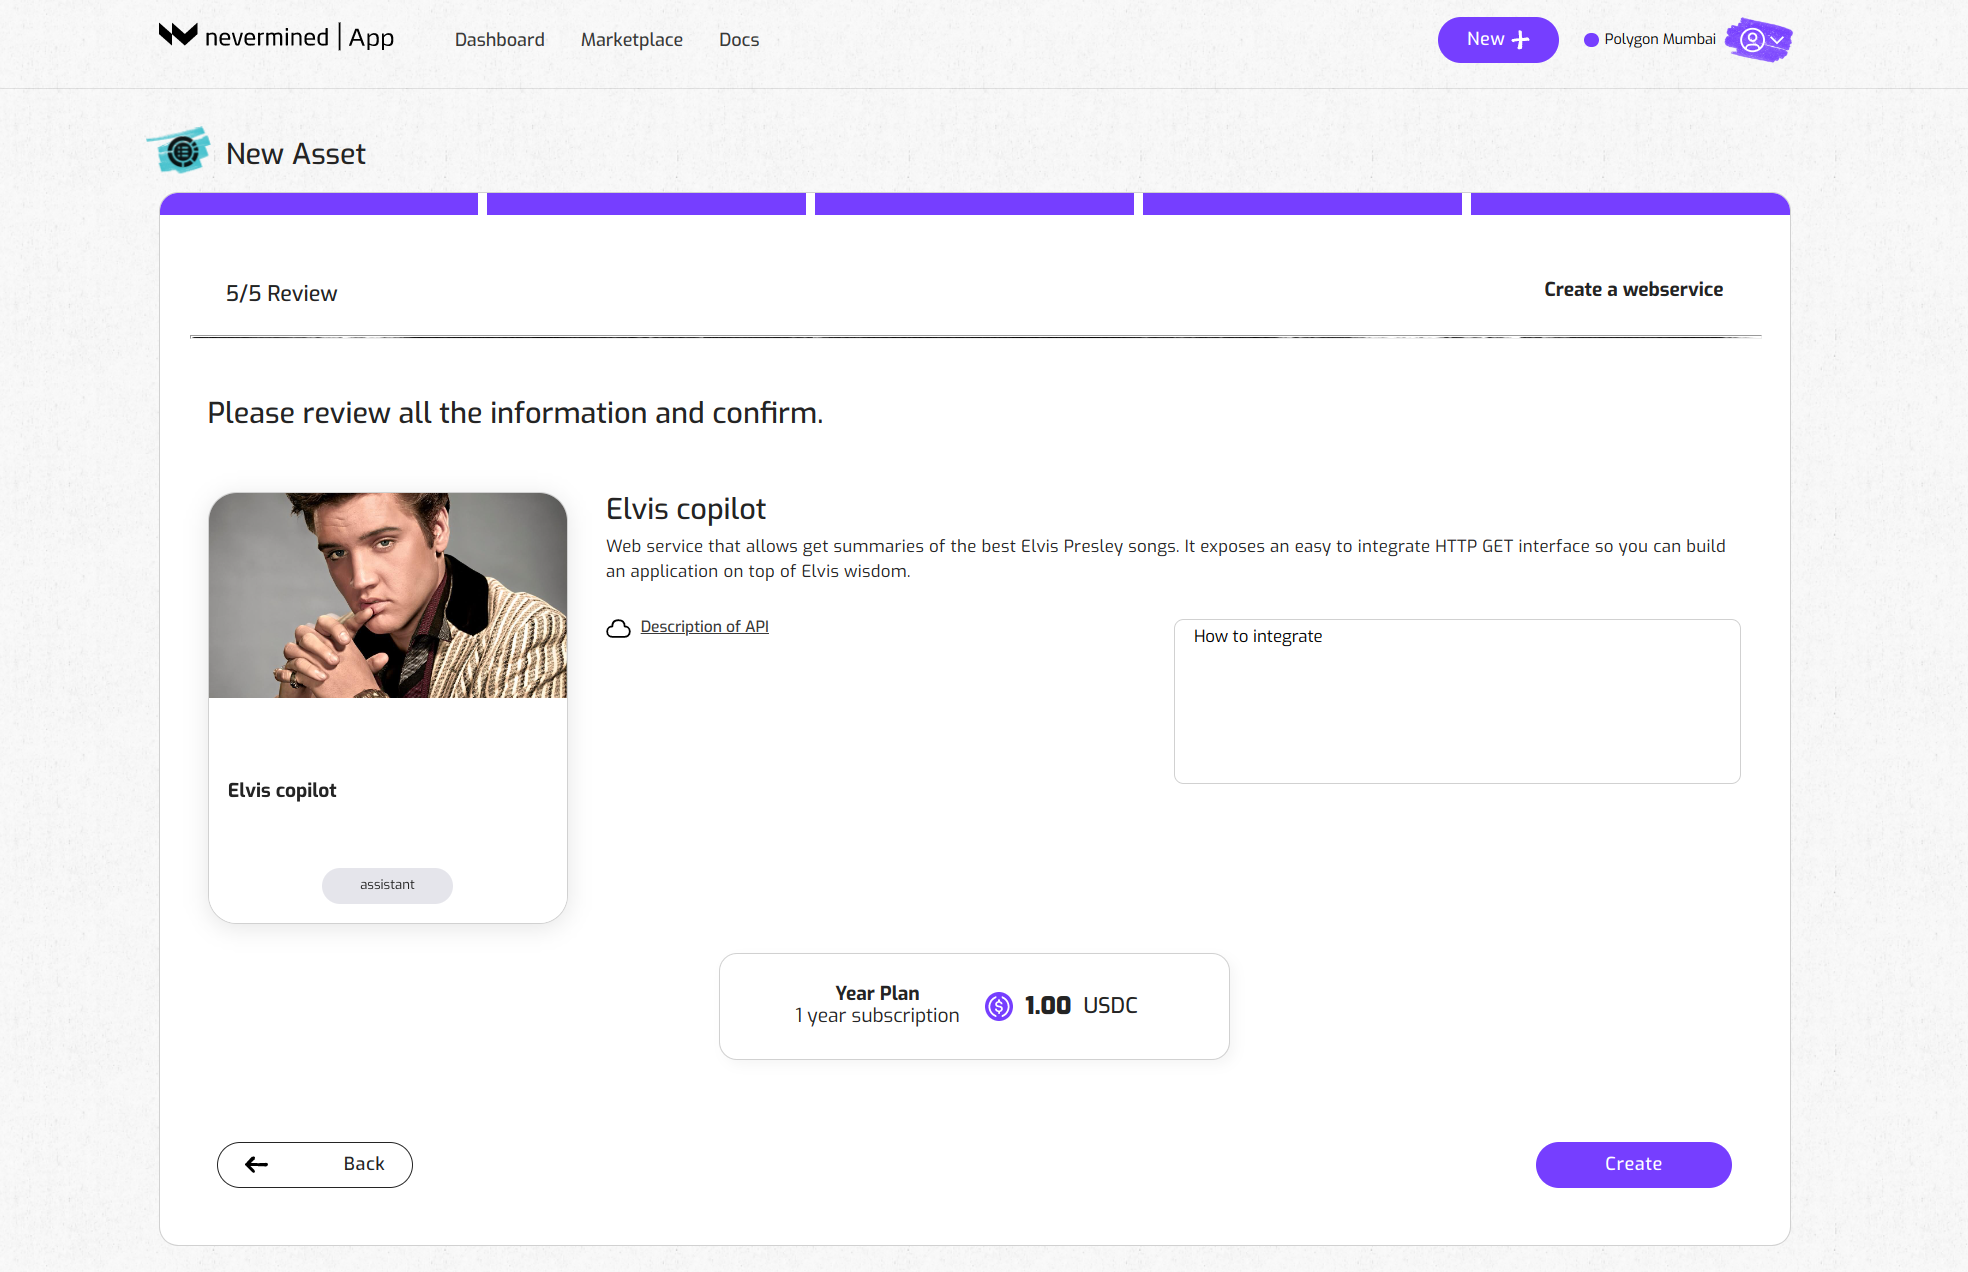 nevermined | App
Dashboard
Marketplace
Docs
New
Polygon Mumbai
New Asset
5/5 Review
Create a webservice
Please review all the information and confirm.
Elvis copilot
Web service that allows get summaries of the best Elvis Presley songs. It exposes an easy to integrate HTTP GET interface so you can build
an application on top of Elvis wisdom.
Description of API
How to integrate
Elvis copilot
assistant
Year Plan
1 year subscription
1.00 USDC
Back
Create